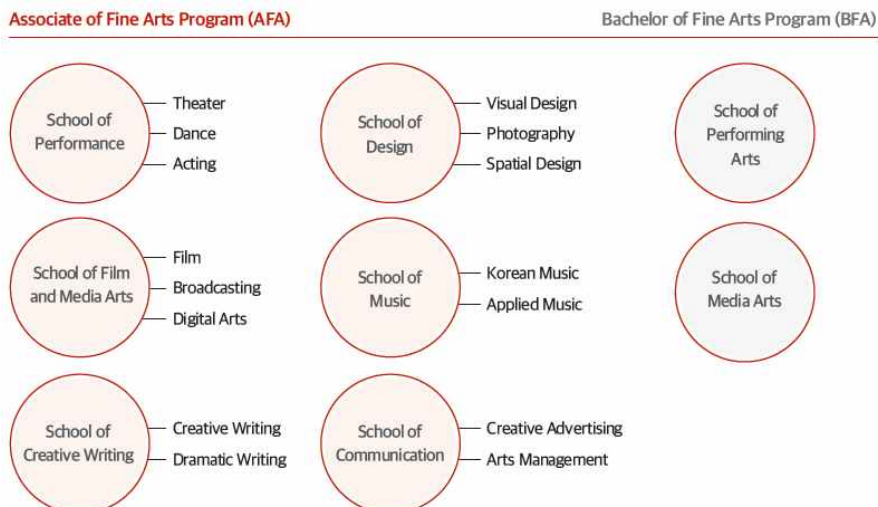 Associate of Fine Arts Program (AFA)
Bachelor of Fine Arts Program (BFA)
School of
Performance
Theater
Dance
Acting
School of
Design
Visual Design
Photography
Spatial Design
School of
Performing
Arts
School of Film
and Media Arts
Film
Broadcasting
Digital Arts
School of
Music
Korean Music
Applied Music
School of
Media Arts
School of
Creative Writing
Creative Writing
Dramatic Writing
School of
Communication
Creative Advertising
Arts Management